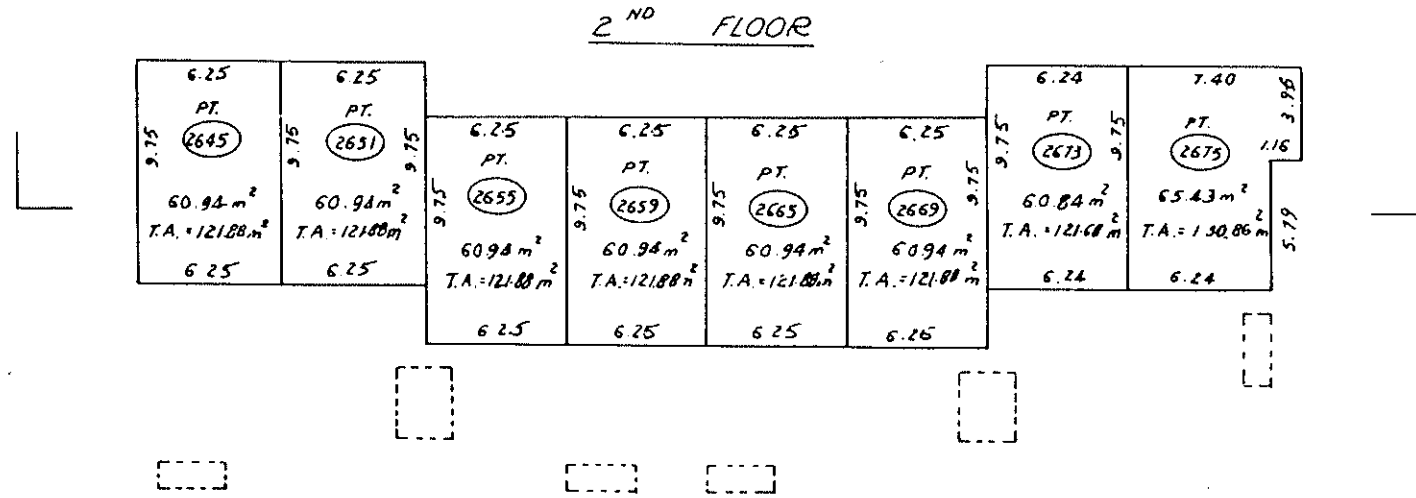 2ND FLOOR
6.25
PT.
2645
9.75
60.94 m2
T.A. = 121.88 m2
6.25
6.25
PT.
2651
9.75
9.75
60.94 m2
T.A. = 121.88 m2
6.25
6.25
PT.
2655
9.75
60.94 m2
T.A. = 121.88 m2
6.25
6.25
PT.
2659
9.75
60.94 m2
T.A. = 121.88 m2
6.25
6.25
PT.
2665
9.75
60.94 m2
T.A. = 121.88 m2
6.25
6.25
PT.
2669
9.75
9.75
60.94 m2
T.A. = 121.88 m2
6.25
6.24
PT.
2673
9.75
9.75
60.84 m2
T.A. = 121.68 m2
6.24
7.40
PT.
2675
3.96
1.16
65.43 m2
T.A. = 130.86 m2
5.79
6.24